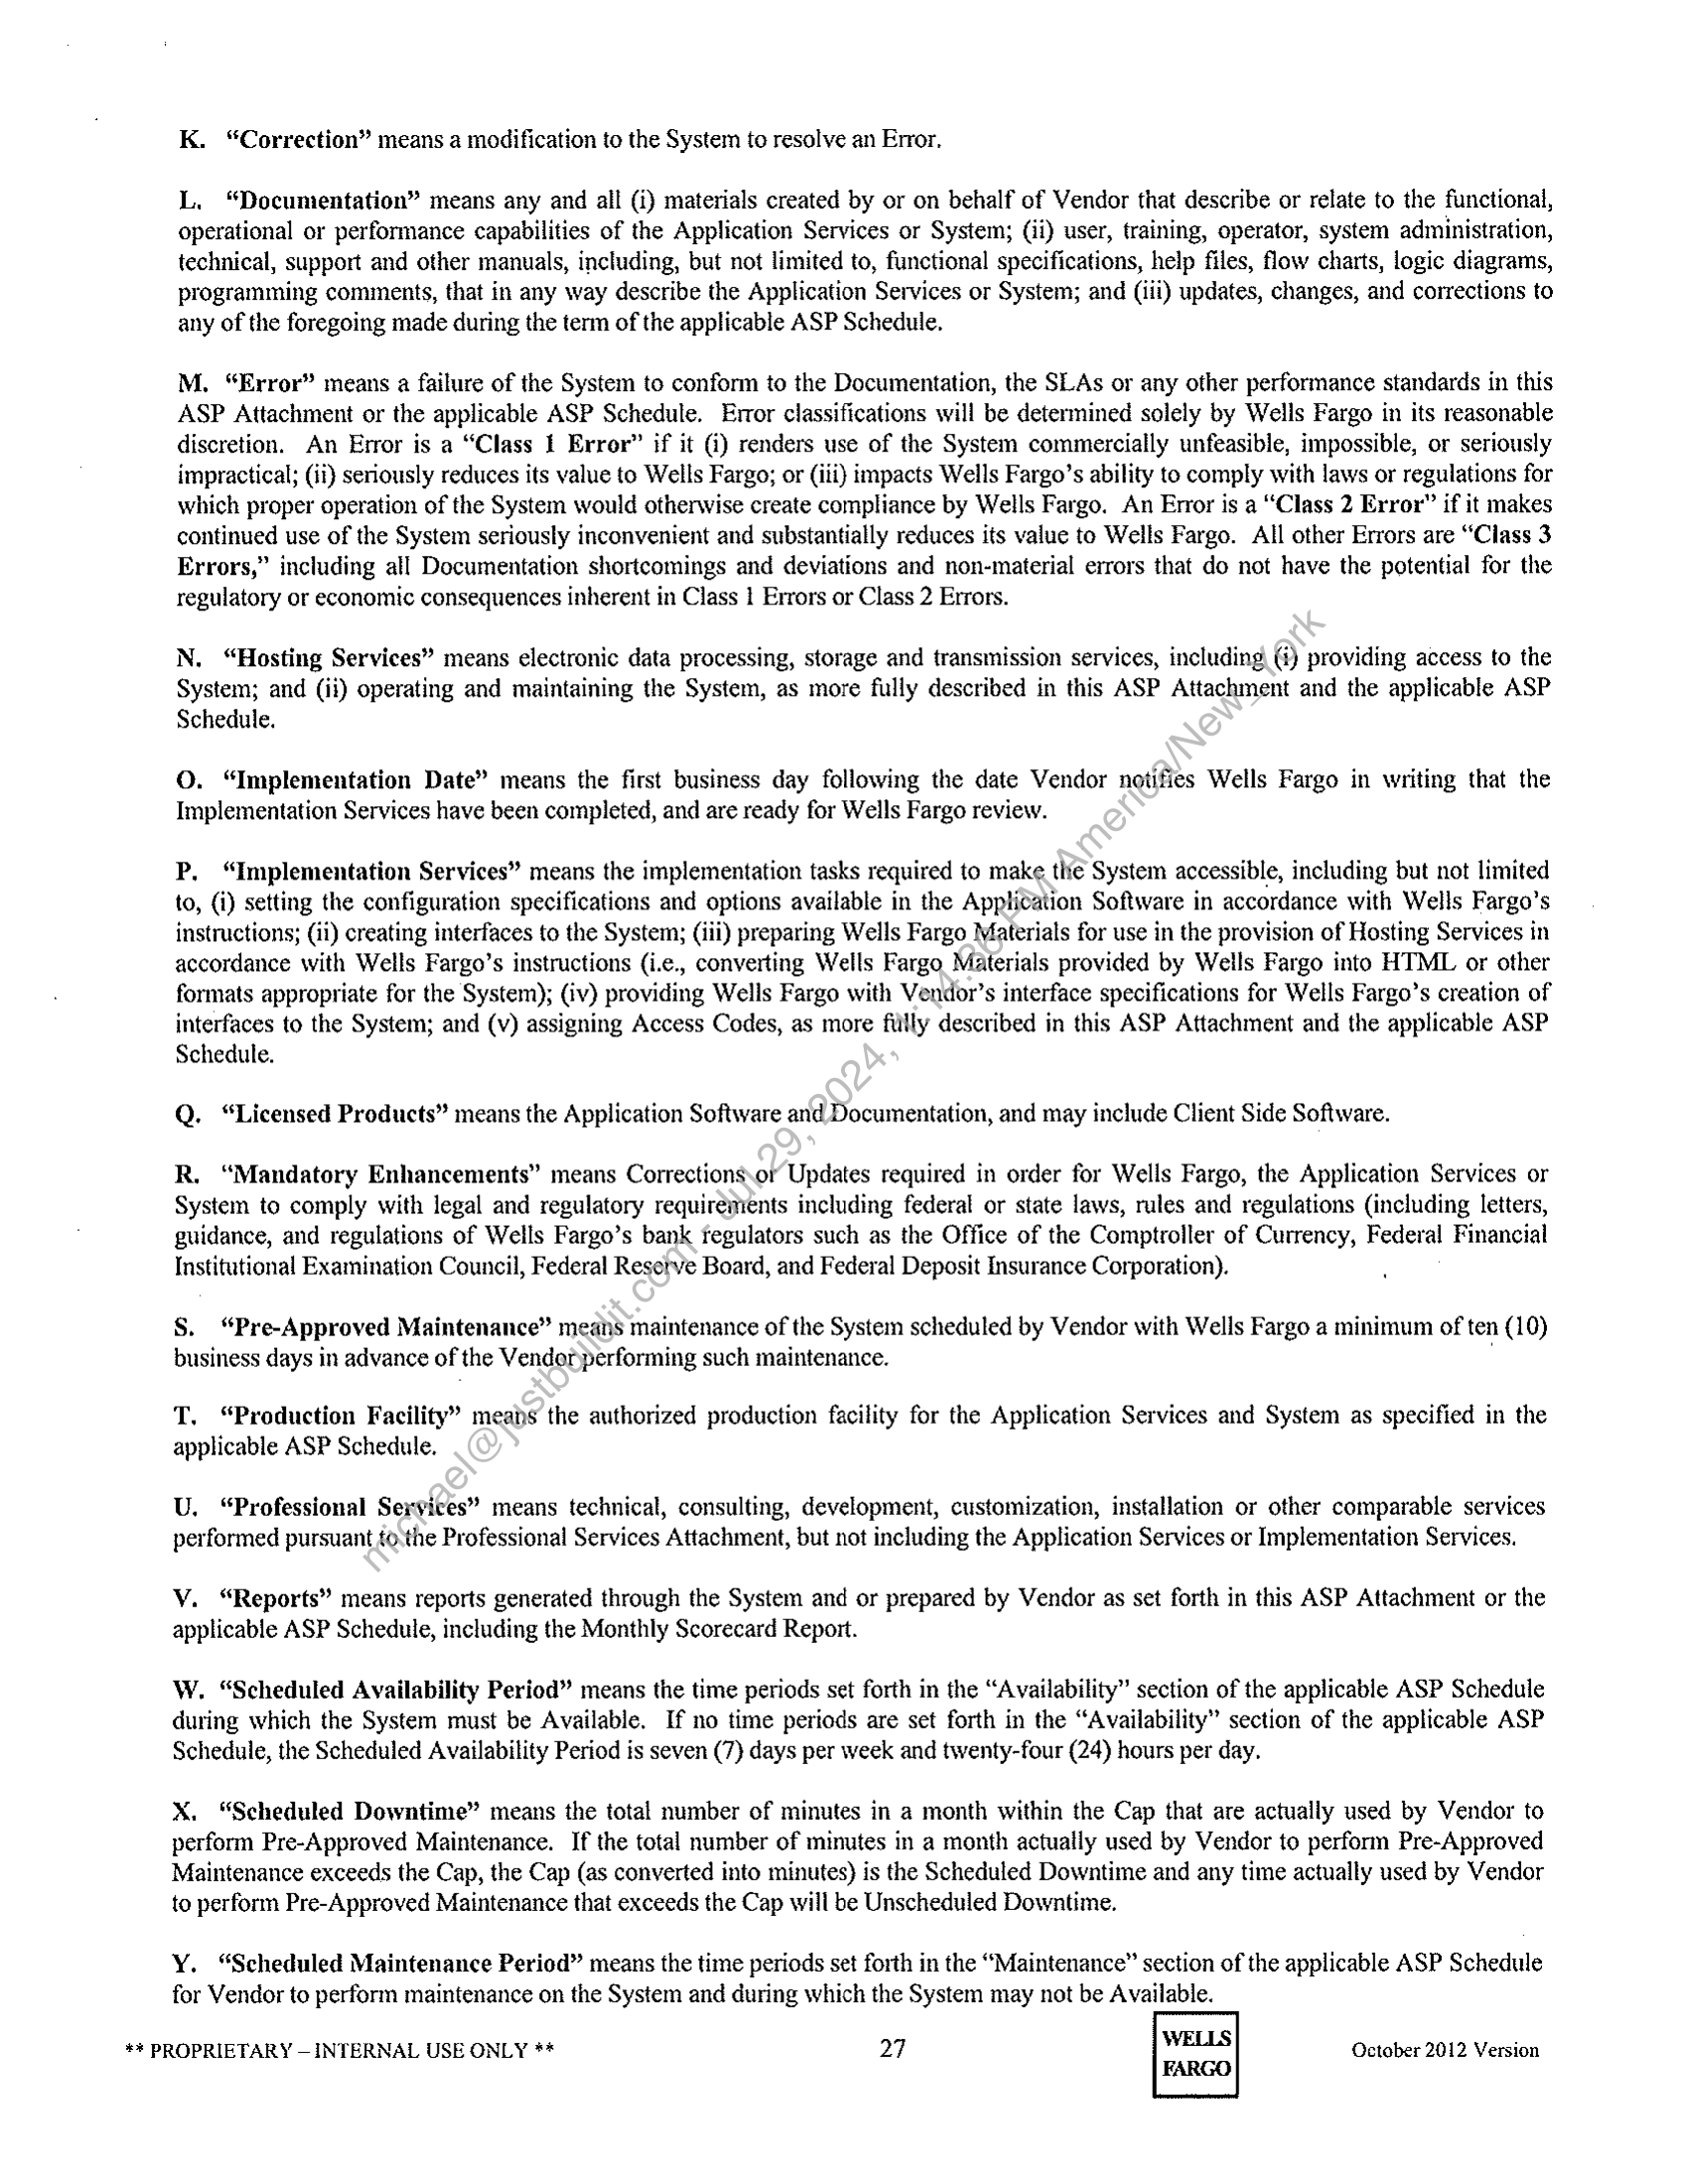 K. “Correction” means a modification to the System to resolve an Error.
L. “Documentation” means any and all (i) materials created by or on behalf of Vendor that describe or relate to the functional,
operational or performance capabilities of the Application Services or System; (ii) user, training, operator, system administration,
technical, support and other manuals, including, but not limited to, functional specifications, help files, flow charts, logic diagrams,
programming comments, that in any way describe the Application Services or System; and (iii) updates, changes, and corrections to
any of the foregoing made during the term of the applicable ASP Schedule.
M. “Error” means a failure of the System to conform to the Documentation, the SLAs or any other performance standards in this
ASP Attachment or the applicable ASP Schedule. Error classifications will be determined solely by Wells Fargo in its reasonable
discretion. An Error is a “Class 1 Error” if it (i) renders use of the System commercially unfeasible, impossible, or seriously
impractical; (ii) seriously reduces its value to Wells Fargo; or (iii) impacts Wells Fargo’s ability to comply with laws or regulations for
which proper operation of the System would otherwise create compliance by Wells Fargo. An Error is a “Class 2 Error” if it makes
continued use of the System seriously inconvenient and substantially reduces its value to Wells Fargo. All other Errors are “Class 3
Errors,” including all Documentation shortcomings and deviations and non-material errors that do not have the potential for the
regulatory or economic consequences inherent in Class 1 Errors or Class 2 Errors.
N. “Hosting Services” means electronic data processing, storage and transmission services, including (i) providing access to the
System; and (ii) operating and maintaining the System, as more fully described in this ASP Attachment and the applicable ASP
Schedule.
O. “Implementation Date” means the first business day following the date Vendor notifies Wells Fargo in writing that the
Implementation Services have been completed, and are ready for Wells Fargo review.
P. “Implementation Services” means the implementation tasks required to make the System accessible, including but not limited
to, (i) setting the configuration specifications and options available in the Application Software in accordance with Wells Fargo’s
instructions; (ii) creating interfaces to the System; (iii) preparing Wells Fargo Materials for use in the provision of Hosting Services in
accordance with Wells Fargo’s instructions (i.e., converting Wells Fargo Materials provided by Wells Fargo into HTML or other
formats appropriate for the System); (iv) providing Wells Fargo with Vendor’s interface specifications for Wells Fargo’s creation of
interfaces to the System; and (v) assigning Access Codes, as more fully described in this ASP Attachment and the applicable ASP
Schedule.
Q. “Licensed Products” means the Application Software and Documentation, and may include Client Side Software.
R. “Mandatory Enhancements” means Corrections or Updates required in order for Wells Fargo, the Application Services or
System to comply with legal and regulatory requirements including federal or state laws, rules and regulations (including letters,
guidance, and regulations of Wells Fargo’s bank regulators such as the Office of the Comptroller of Currency, Federal Financial
Institutional Examination Council, Federal Reserve Board, and Federal Deposit Insurance Corporation).
S. “Pre-Approved Maintenance” means maintenance of the System scheduled by Vendor with Wells Fargo a minimum of ten (10)
business days in advance of the Vendor performing such maintenance.
T. “Production Facility” means the authorized production facility for the Application Services and System as specified in the
applicable ASP Schedule.
U. “Professional Services” means technical, consulting, development, customization, installation or other comparable services
performed pursuant to the Professional Services Attachment, but not including the Application Services or Implementation Services.
V. “Reports” means reports generated through the System and or prepared by Vendor as set forth in this ASP Attachment or the
applicable ASP Schedule, including the Monthly Scorecard Report.
W. “Scheduled Availability Period” means the time periods set forth in the “Availability” section of the applicable ASP Schedule
during which the System must be Available. If no time periods are set forth in the “Availability” section of the applicable ASP
Schedule, the Scheduled Availability Period is seven (7) days per week and twenty-four (24) hours per day.
X. “Scheduled Downtime” means the total number of minutes in a month within the Cap that are actually used by Vendor to
perform Pre-Approved Maintenance. If the total number of minutes in a month actually used by Vendor to perform Pre-Approved
Maintenance exceeds the Cap, the Cap (as converted into minutes) is the Scheduled Downtime and any time actually used by Vendor
to perform Pre-Approved Maintenance that exceeds the Cap will be Unscheduled Downtime.
Y. “Scheduled Maintenance Period” means the time periods set forth in the “Maintenance” section of the applicable ASP Schedule
for Vendor to perform maintenance on the System and during which the System may not be Available.
** PROPRIETARY – INTERNAL USE ONLY **
27
WELLS
FARGO
October 2012 Version
michael@justbuildit.com - Jul 29, 2024, 1:14:36 PM America/New_York